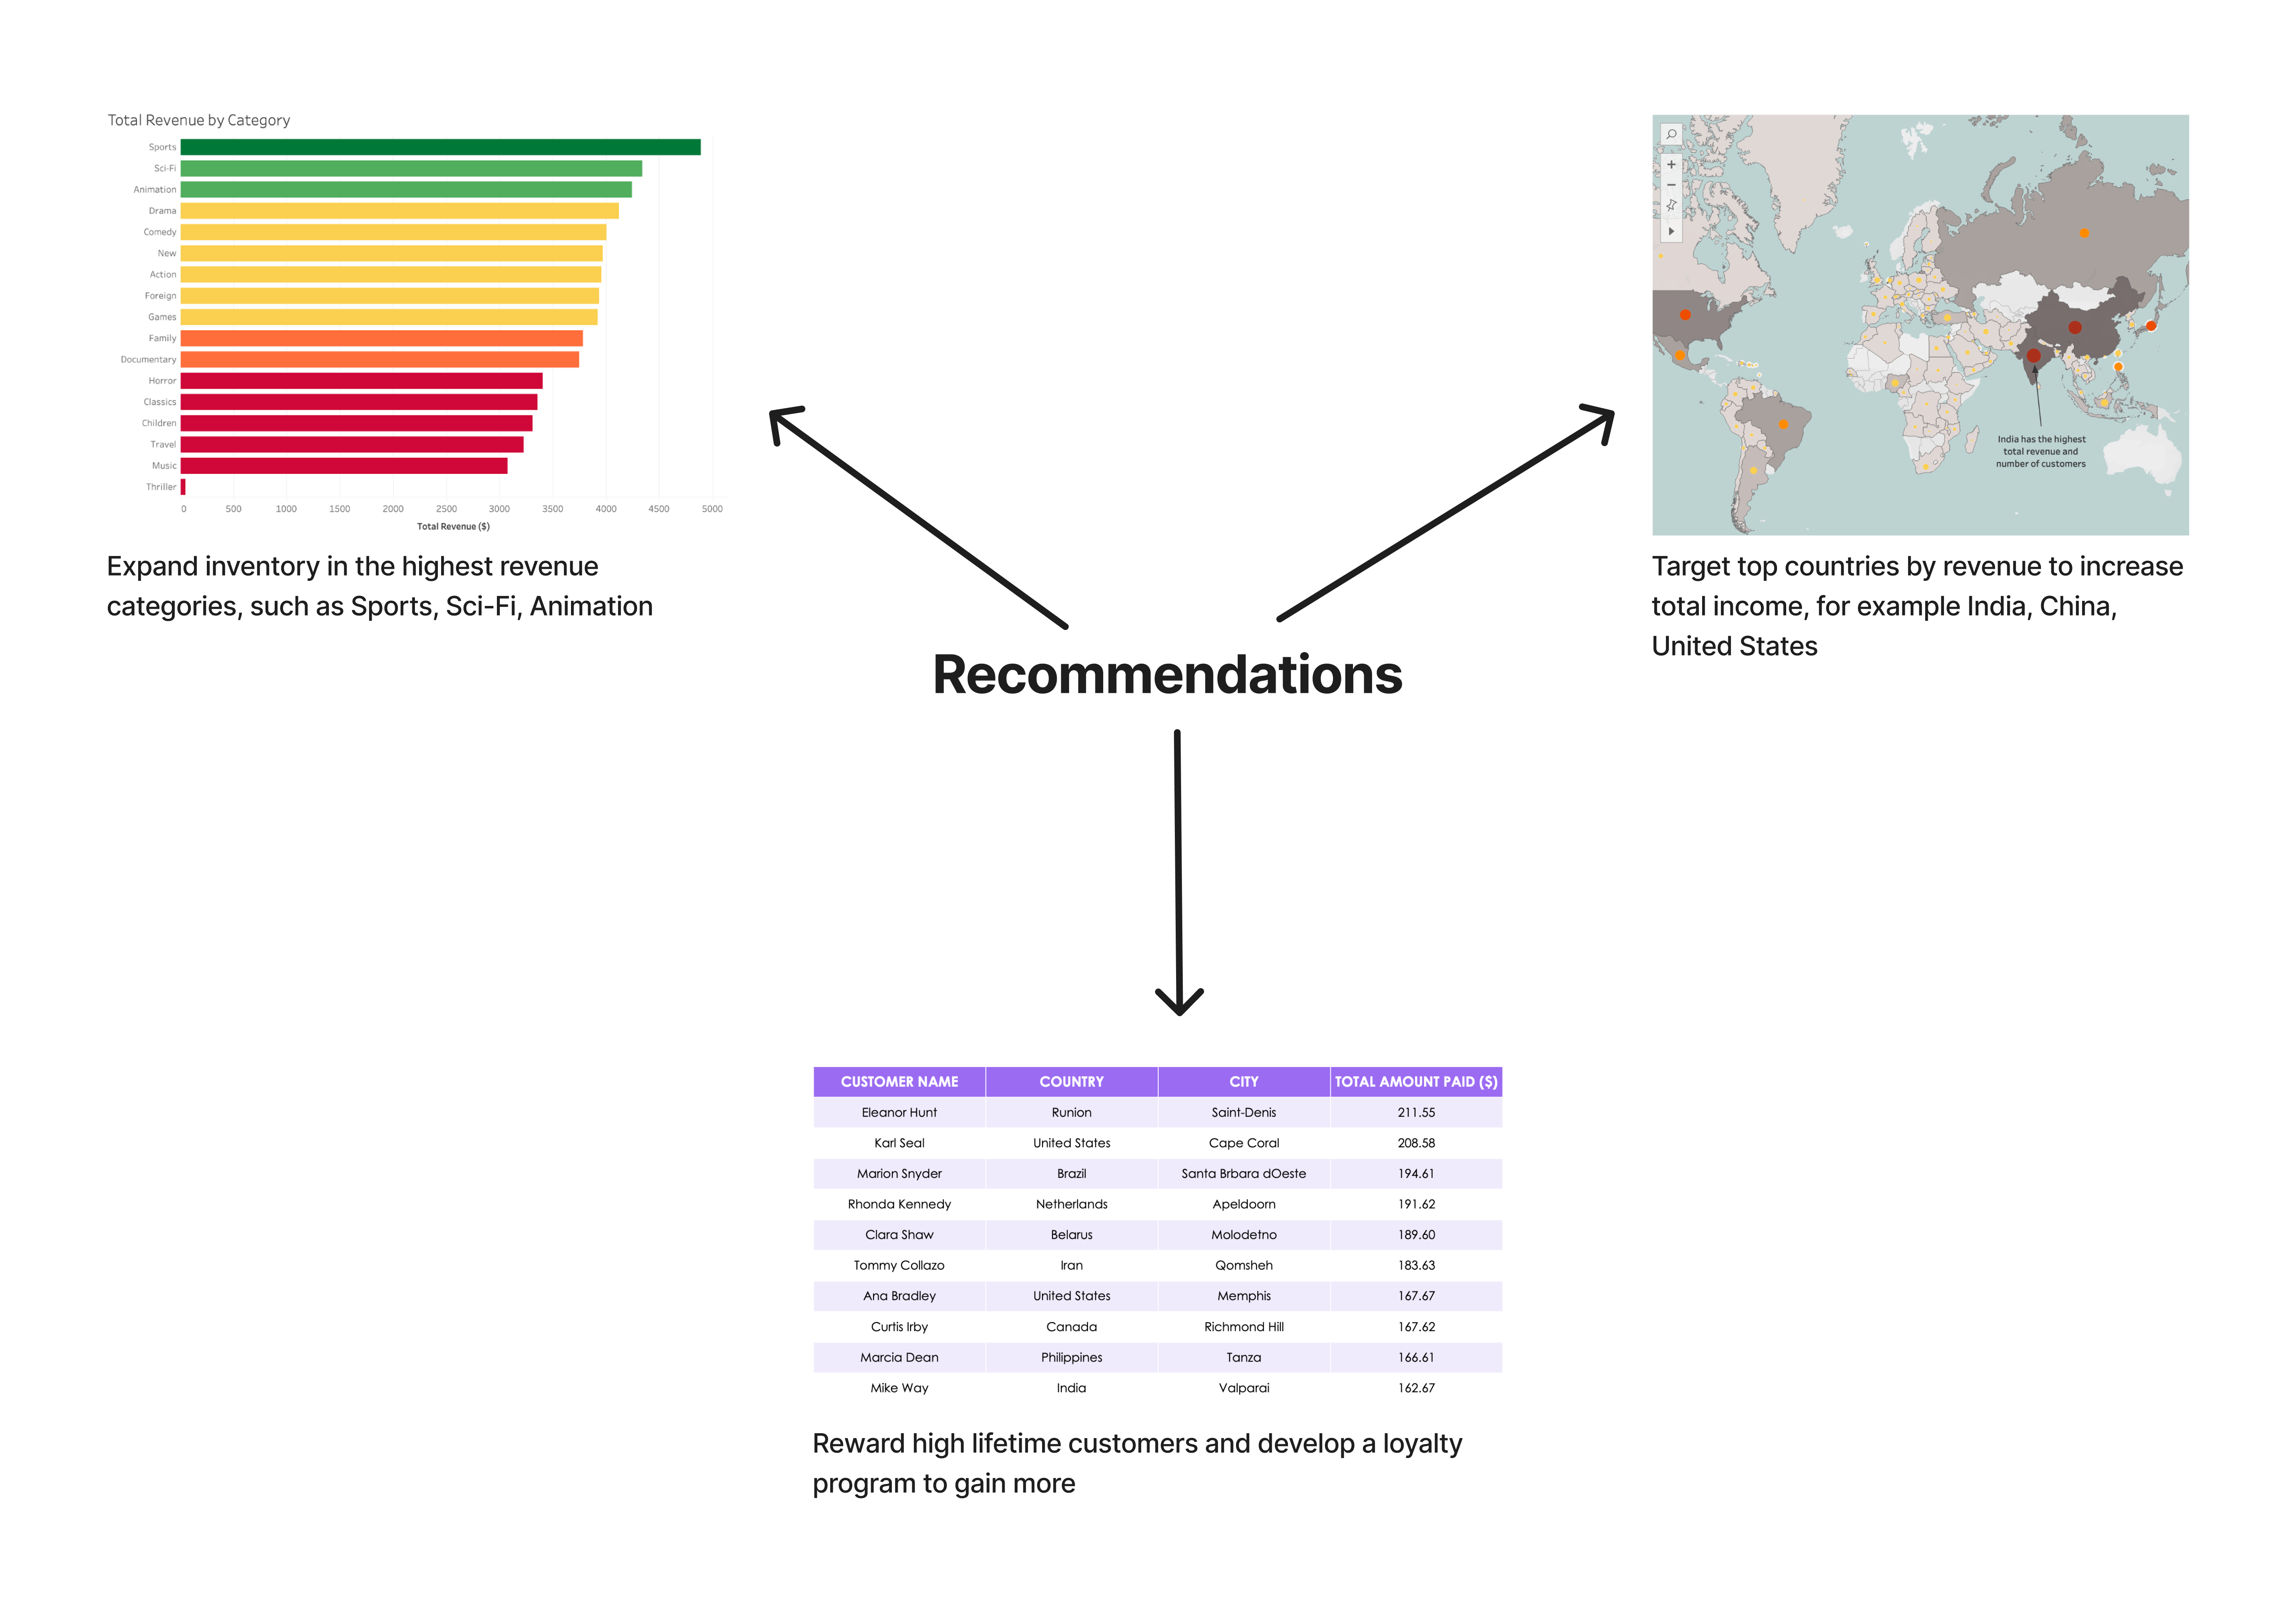 Total Revenue by Category
Sports
Sci-Fi
Animation
Drama
Comedy
New
Action
Foreign
Games
Family
Documentary
Horror
Classics
Children
Travel
Music
Thriller
0 500 1000 1500 2000 2500 3000 3500 4000 4500 5000
Total Revenue ($)
Expand inventory in the highest revenue
categories, such as Sports, Sci-Fi, Animation
India has the highest
total revenue and
number of customers
Target top countries by revenue to increase
total income, for example India, China,
United States
Recommendations
CUSTOMER NAME COUNTRY CITY TOTAL AMOUNT PAID ($)
Eleanor Hunt Runion Saint-Denis 211.55
Karl Seal United States Cape Coral 208.58
Marion Snyder Brazil Santa Brbara dOeste 194.61
Rhonda Kennedy Netherlands Apeldoorn 191.62
Clara Shaw Belarus Molodetno 189.60
Tommy Collazo Iran Qomsheh 183.63
Ana Bradley United States Memphis 167.67
Curtis Irby Canada Richmond Hill 167.62
Marcia Dean Philippines Tanza 166.61
Mike Way India Valparai 162.67
Reward high lifetime customers and develop a loyalty
program to gain more